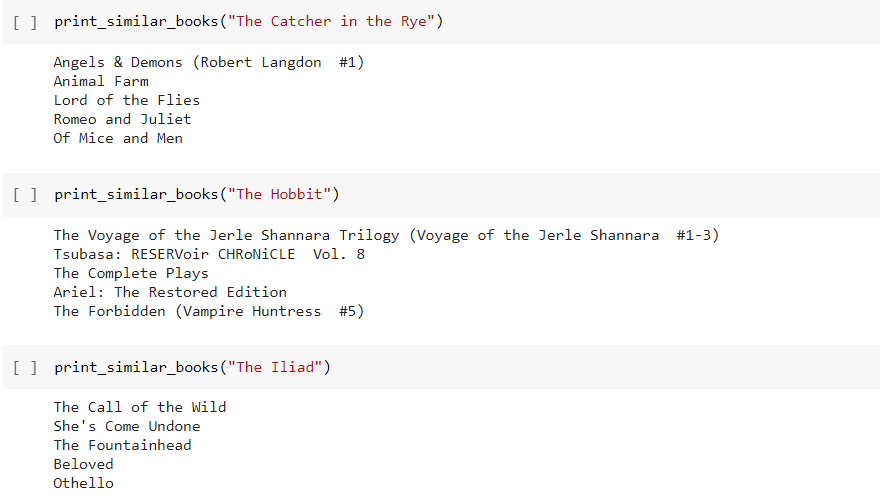 [ ] print_similar_books("The Catcher in the Rye")
Angels & Demons (Robert Langdon  #1)
Animal Farm
Lord of the Flies
Romeo and Juliet
Of Mice and Men
[ ] print_similar_books("The Hobbit")
The Voyage of the Jerle Shannara Trilogy (Voyage of the Jerle Shannara  #1-3)
Tsubasa: RESERVoir CHRoNiCLE  Vol. 8
The Complete Plays
Ariel: The Restored Edition
The Forbidden (Vampire Huntress  #5)
[ ] print_similar_books("The Iliad")
The Call of the Wild
She's Come Undone
The Fountainhead
Beloved
Othello